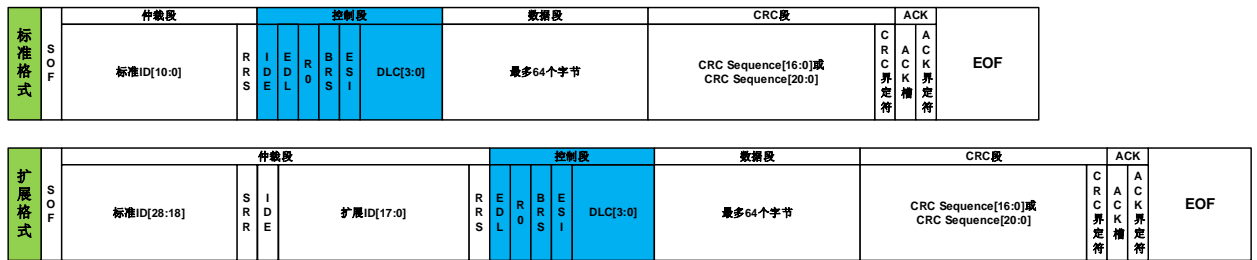 仲裁段 控制段 数据段 CRC段 ACK
标准格式 SOF 标准ID[10:0] RRS IDE EDL R0 BRS ESI DLC[3:0] 最多64个字节 CRC Sequence[16:0]或
CRC Sequence[20:0] CRC界定符 ACK槽 ACK界定符 EOF
仲裁段 控制段 数据段 CRC段 ACK
扩展格式 SOF 标准ID[28:18] SRR IDE 扩展ID[17:0] RRS EDL R0 BRS ESI DLC[3:0] 最多64个字节 CRC Sequence[16:0]或
CRC Sequence[20:0] CRC界定符 ACK槽 ACK界定符 EOF